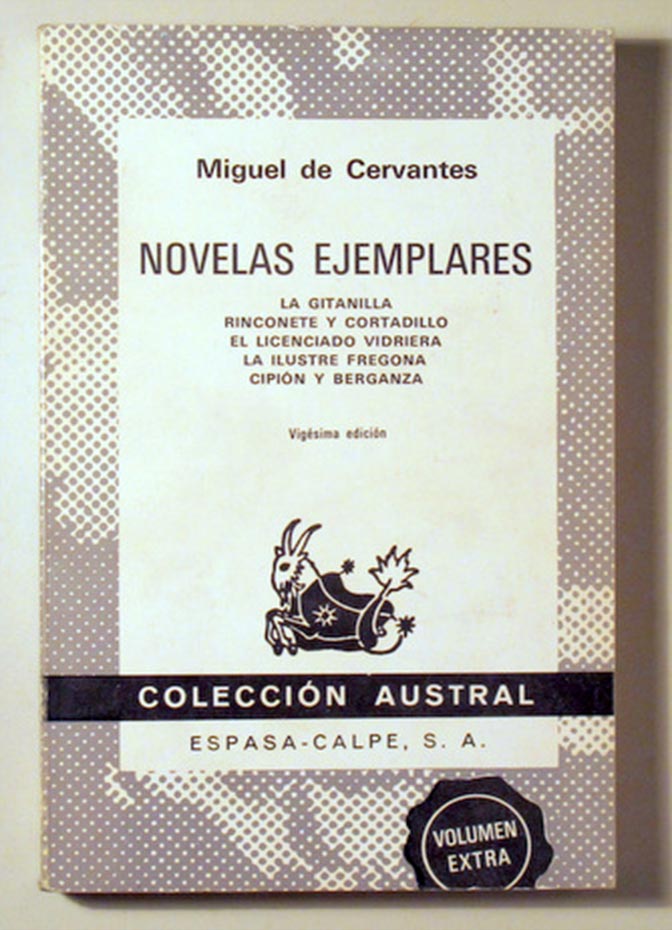 Miguel de Cervantes
NOVELAS EJEMPLARES
LA GITANILLA
RINCONETE Y CORTADILLO
EL LICENCIADO VIDRIERA
LA ILUSTRE FREGONA
CIPIÓN Y BERGANZA
Vigésima edición
COLECCIÓN AUSTRAL
ESPASA-CALPE, S. A.
VOLUMEN
EXTRA